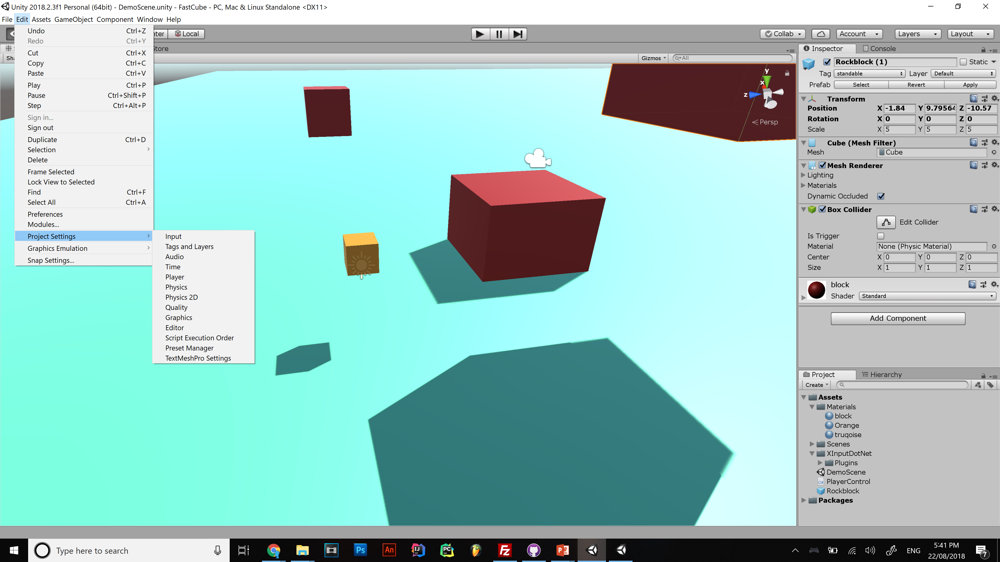 Unity 2018.2.3f1 Personal (64bit) - DemoScene.unity - FastCube - PC, Mac & Linux Standalone <DX11>
File Edit Assets GameObject Component Window Help
Local
Collab
Account
Layers
Layout
Undo Ctrl+Z
Redo Ctrl+Y
Cut Ctrl+X
Copy Ctrl+C
Paste Ctrl+V
Play Ctrl+P
Pause Ctrl+Shift+P
Step Ctrl+Alt+P
Sign in...
Sign out
Duplicate Ctrl+D
Selection
Delete
Frame Selected
Lock View to Selected
Find Ctrl+F
Select All Ctrl+A
Preferences
Modules...
Project Settings
Graphics Emulation
Snap Settings...
Input
Tags and Layers
Audio
Time
Player
Physics
Physics 2D
Quality
Graphics
Editor
Script Execution Order
Preset Manager
TextMeshPro Settings
Gizmos All
y
x
z
Persp
Inspector Console
Rockblock (1) Static
Tag standable Layer Default
Prefab Select Revert Apply
Transform
Position X -1.84 Y 9.79564 Z -10.57
Rotation X 0 Y 0 Z 0
Scale X 5 Y 5 Z 5
Cube (Mesh Filter)
Mesh Cube
Mesh Renderer
Lighting
Materials
Dynamic Occluded
Box Collider
Edit Collider
Is Trigger
Material None (Physic Material)
Center X 0 Y 0 Z 0
Size X 1 Y 1 Z 1
block
Shader Standard
Add Component
Project Hierarchy
Create
Assets
Materials
block
Orange
truqoise
Scenes
XInputDotNet
Plugins
DemoScene
C# PlayerControl
Rockblock
Packages
Type here to search
Ps
An
IJ
PC
Fz
ENG
5:41 PM
22/08/2018
7